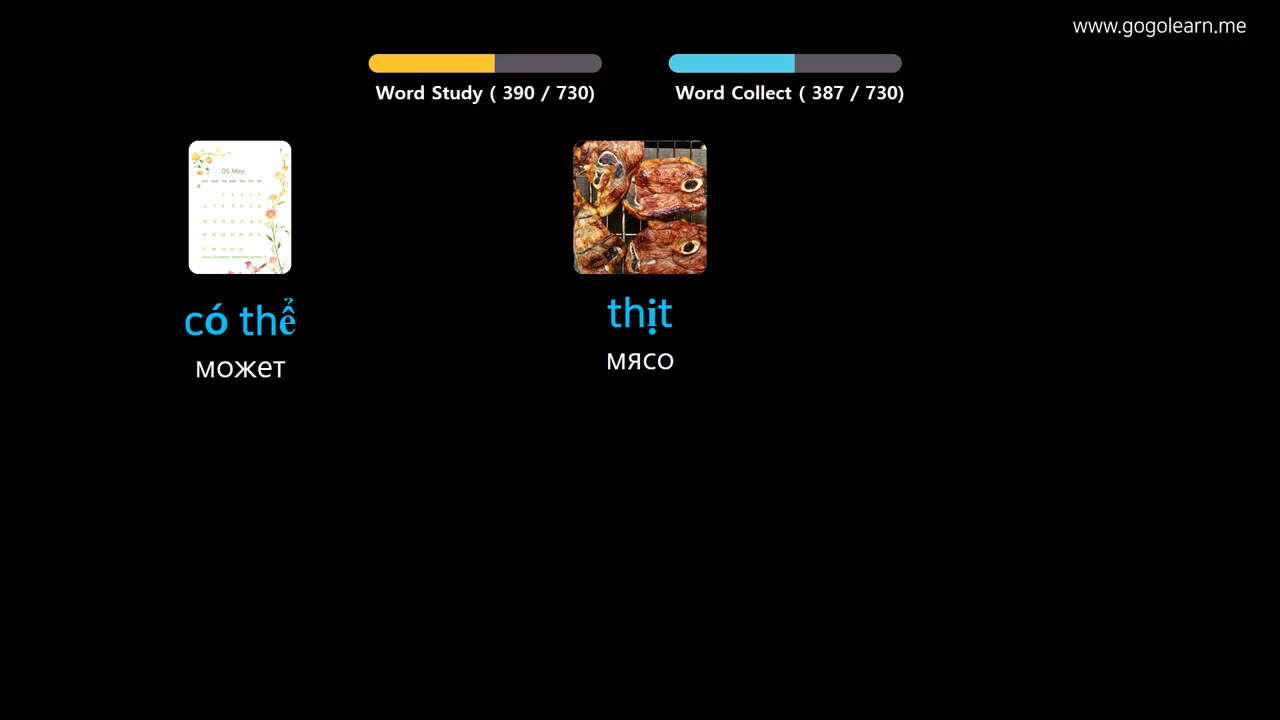 www.gogolearn.me
Word Study ( 390 / 730)
Word Collect ( 387 / 730)
05.May
có thể
может
thịt
мясо